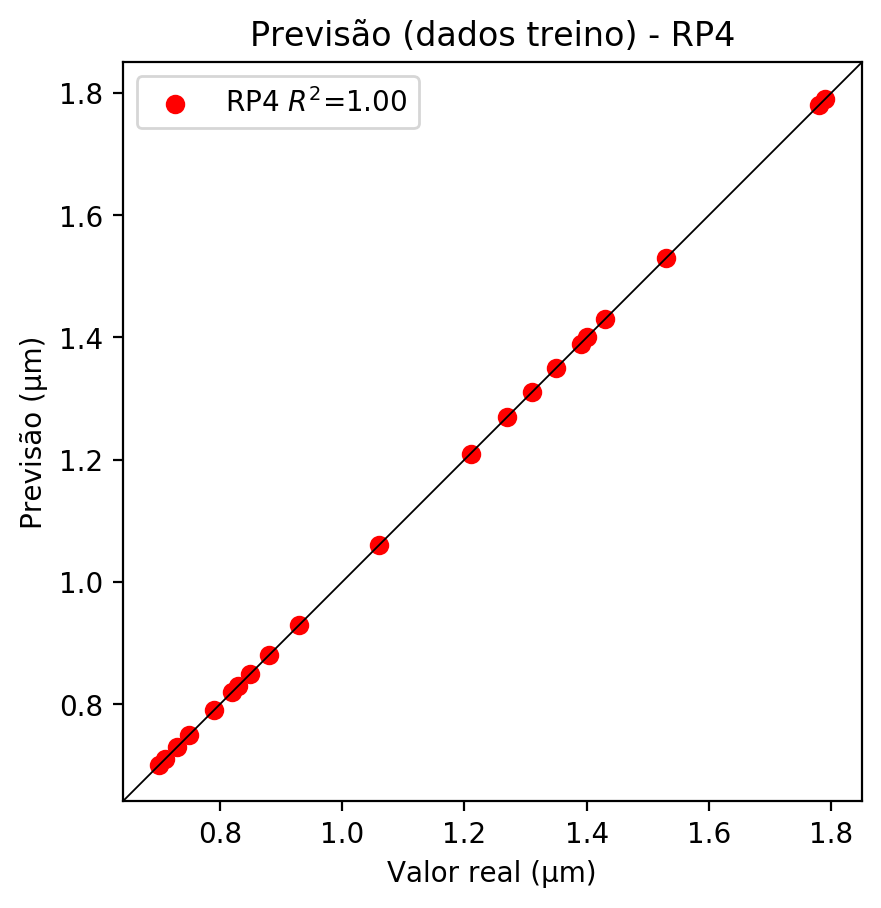 Previsão (dados treino) - RP4
RP4 R²=1.00
1.8
1.6
1.4
1.2
1.0
0.8
Previsão (µm)
0.8 1.0 1.2 1.4 1.6 1.8
Valor real (µm)